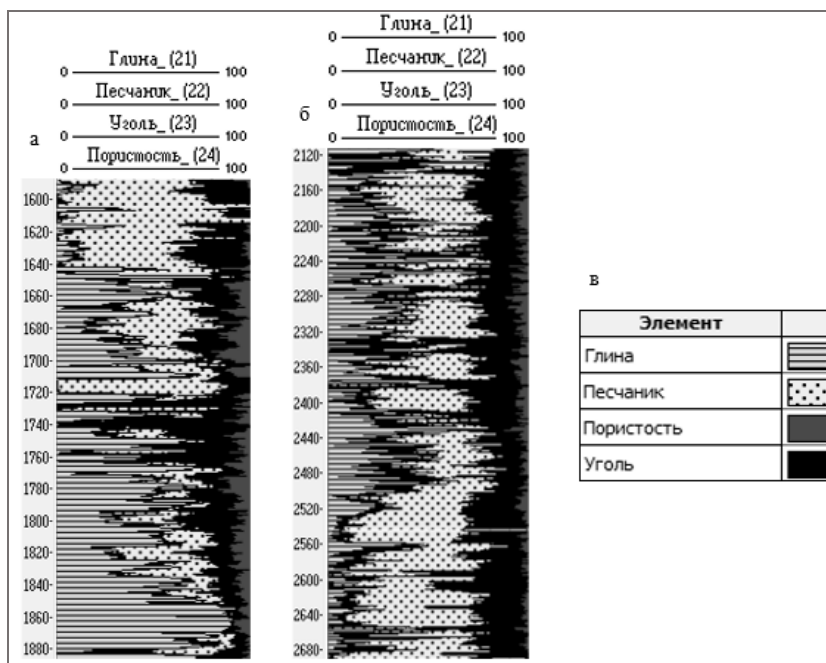 а
Глина_ (21)
0 100
Песчаник_ (22)
0 100
Уголь_ (23)
0 100
Пористость_ (24)
0 100
1600
1620
1640
1660
1680
1700
1720
1740
1760
1780
1800
1820
1840
1860
1880
б
Глина_ (21)
0 100
Песчаник_ (22)
0 100
Уголь_ (23)
0 100
Пористость_ (24)
0 100
2120
2160
2200
2240
2280
2320
2360
2400
2440
2480
2520
2560
2600
2640
2680
в
Элемент
Глина
Песчаник
Пористость
Уголь